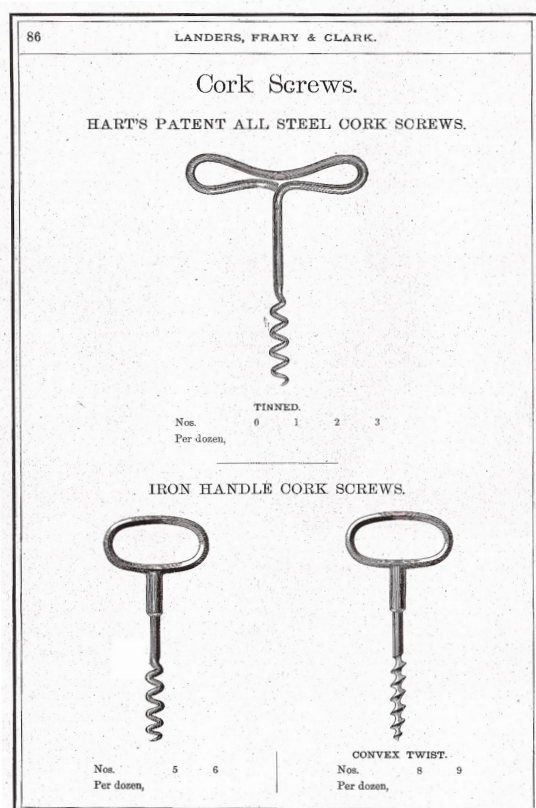 86
LANDERS, FRARY & CLARK.
Cork Screws.
HART'S PATENT ALL STEEL CORK SCREWS.
TINNED.
Nos. 0 1 2 3
Per dozen,
IRON HANDLE CORK SCREWS.
Nos. 5 6
Per dozen,
CONVEX TWIST.
Nos. 8 9
Per dozen,